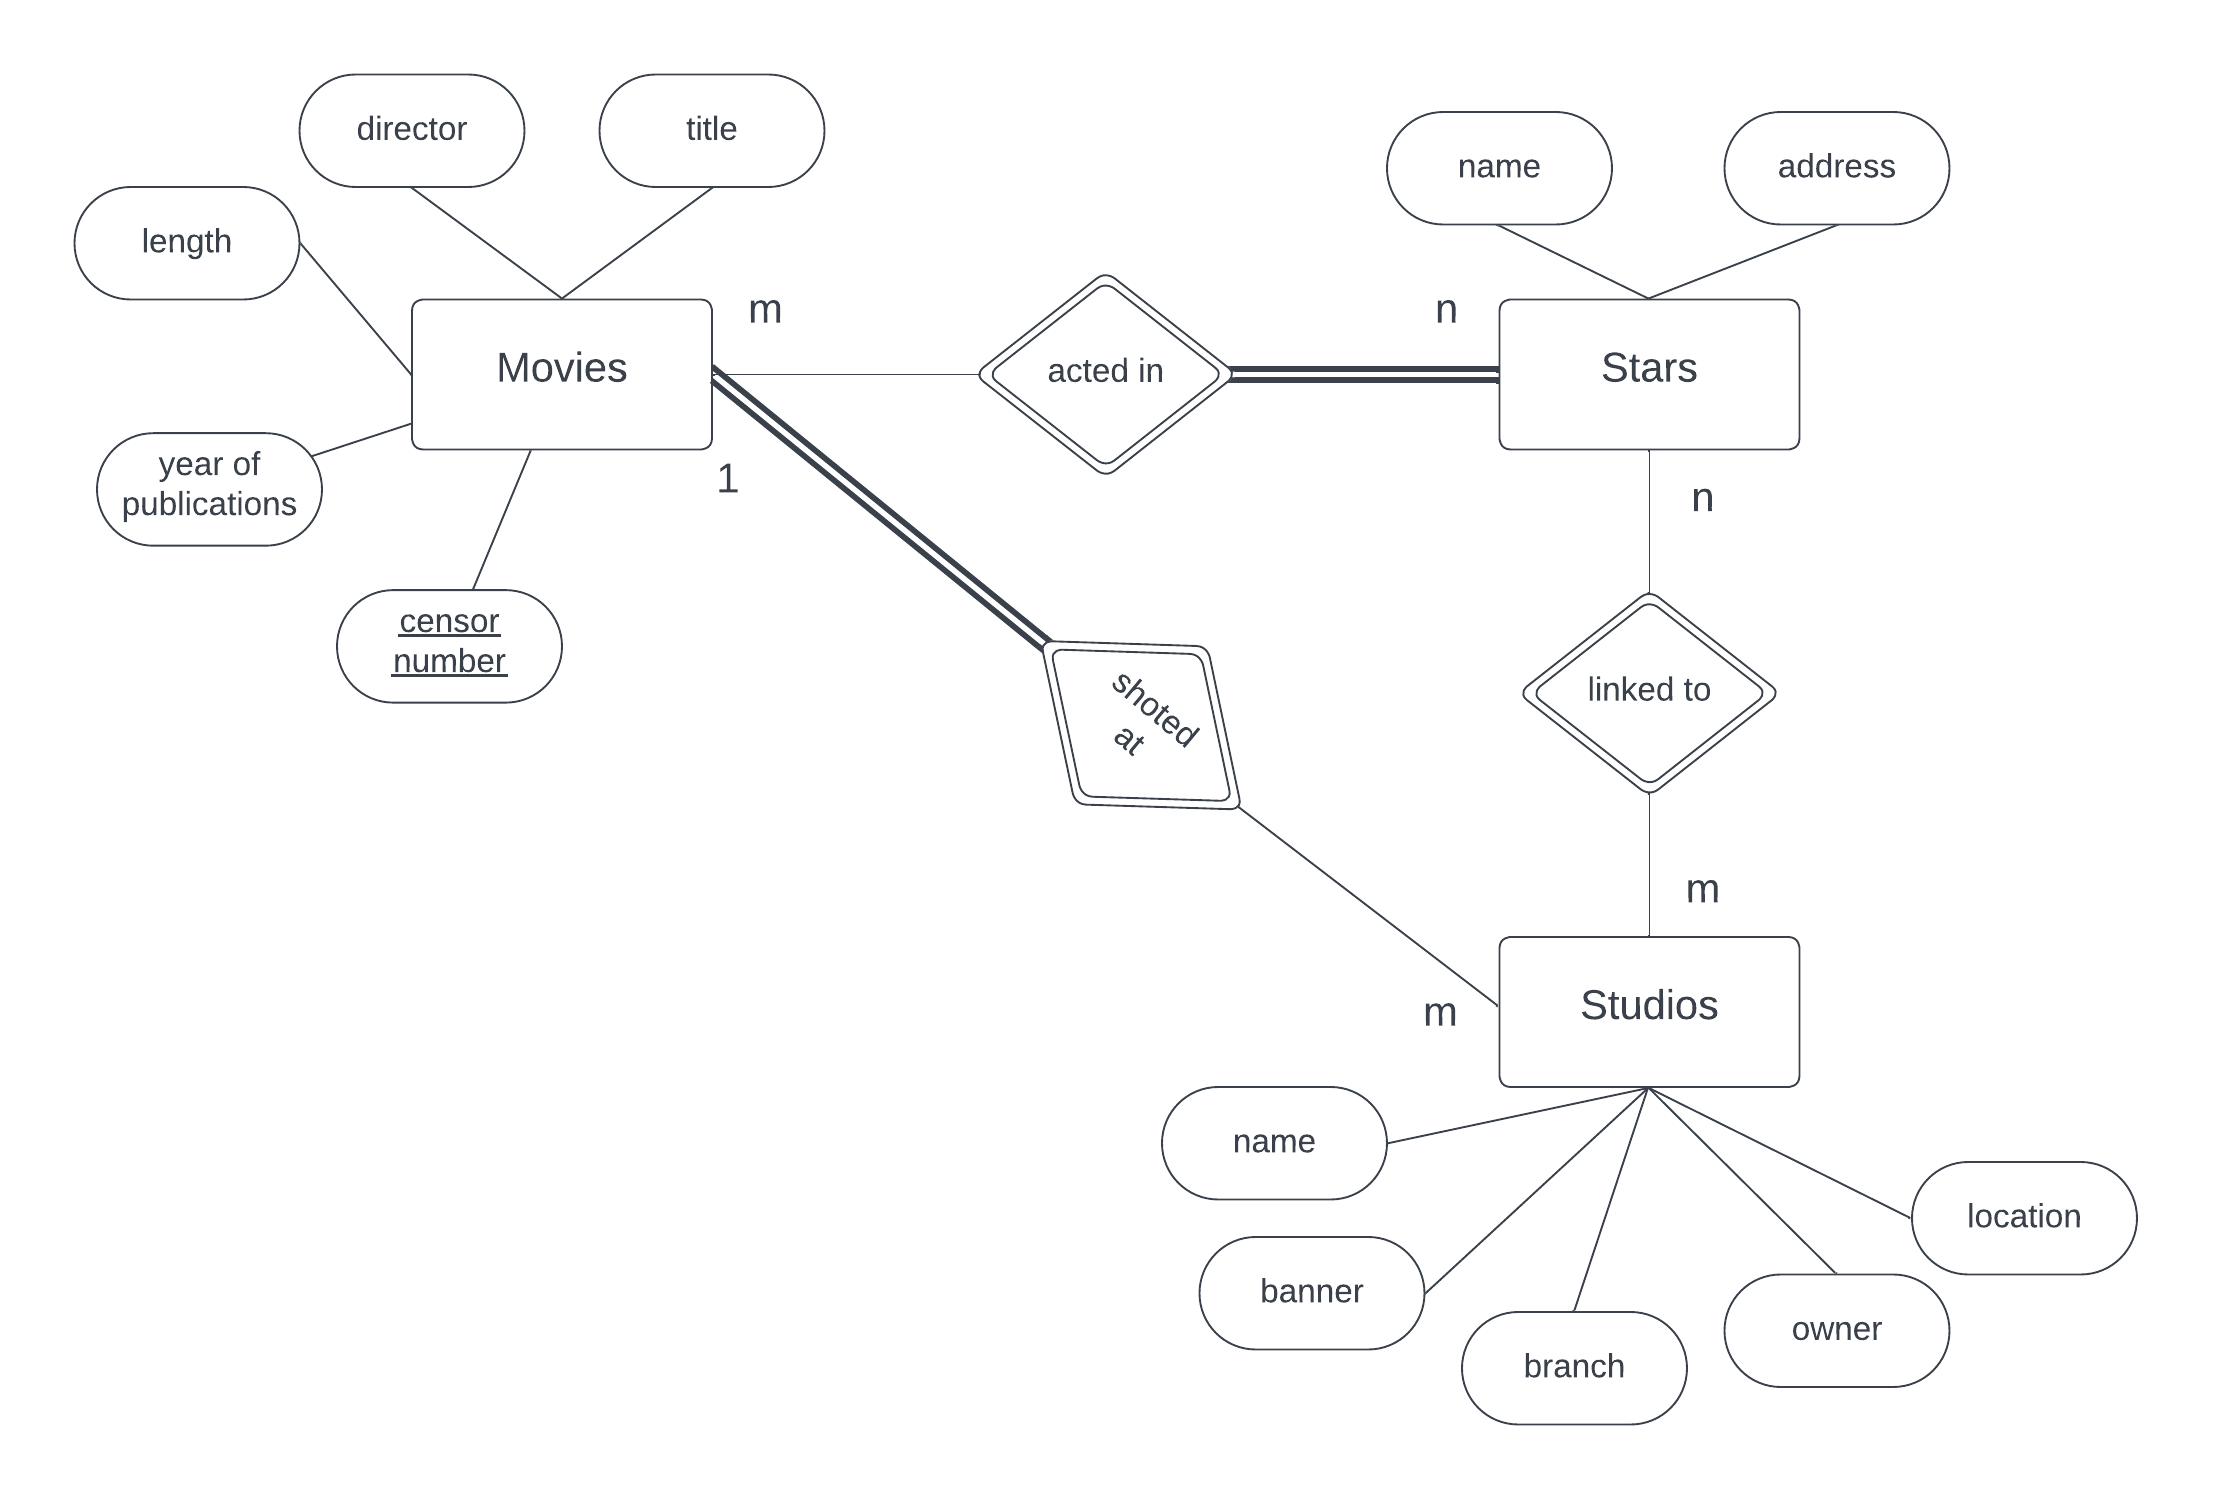 director
title
name
address
length
m
n
Movies
acted in
Stars
year of
publications
1
n
censor
number
shoted
at
linked to
m
Studios
m
name
location
banner
owner
branch